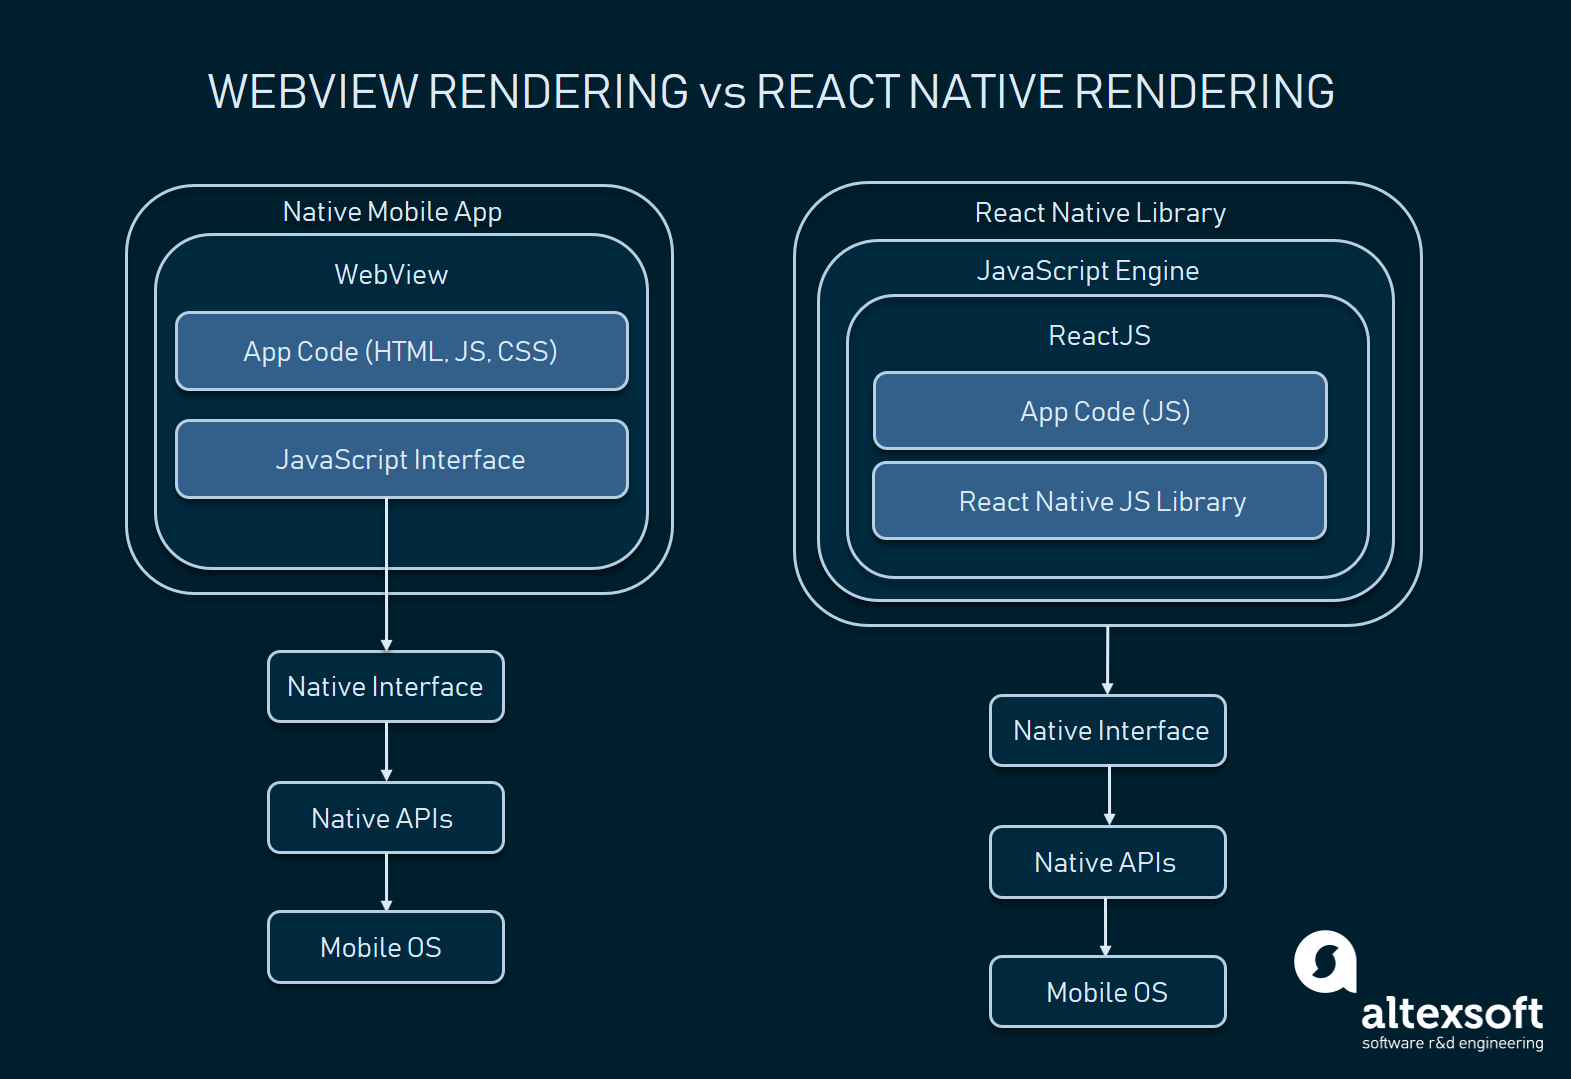 WEBVIEW RENDERING vs REACT NATIVE RENDERING
Native Mobile App
WebView
App Code (HTML, JS, CSS)
JavaScript Interface
Native Interface
Native APIs
Mobile OS
React Native Library
JavaScript Engine
ReactJS
App Code (JS)
React Native JS Library
Native Interface
Native APIs
Mobile OS
altexsoft
software r&d engineering